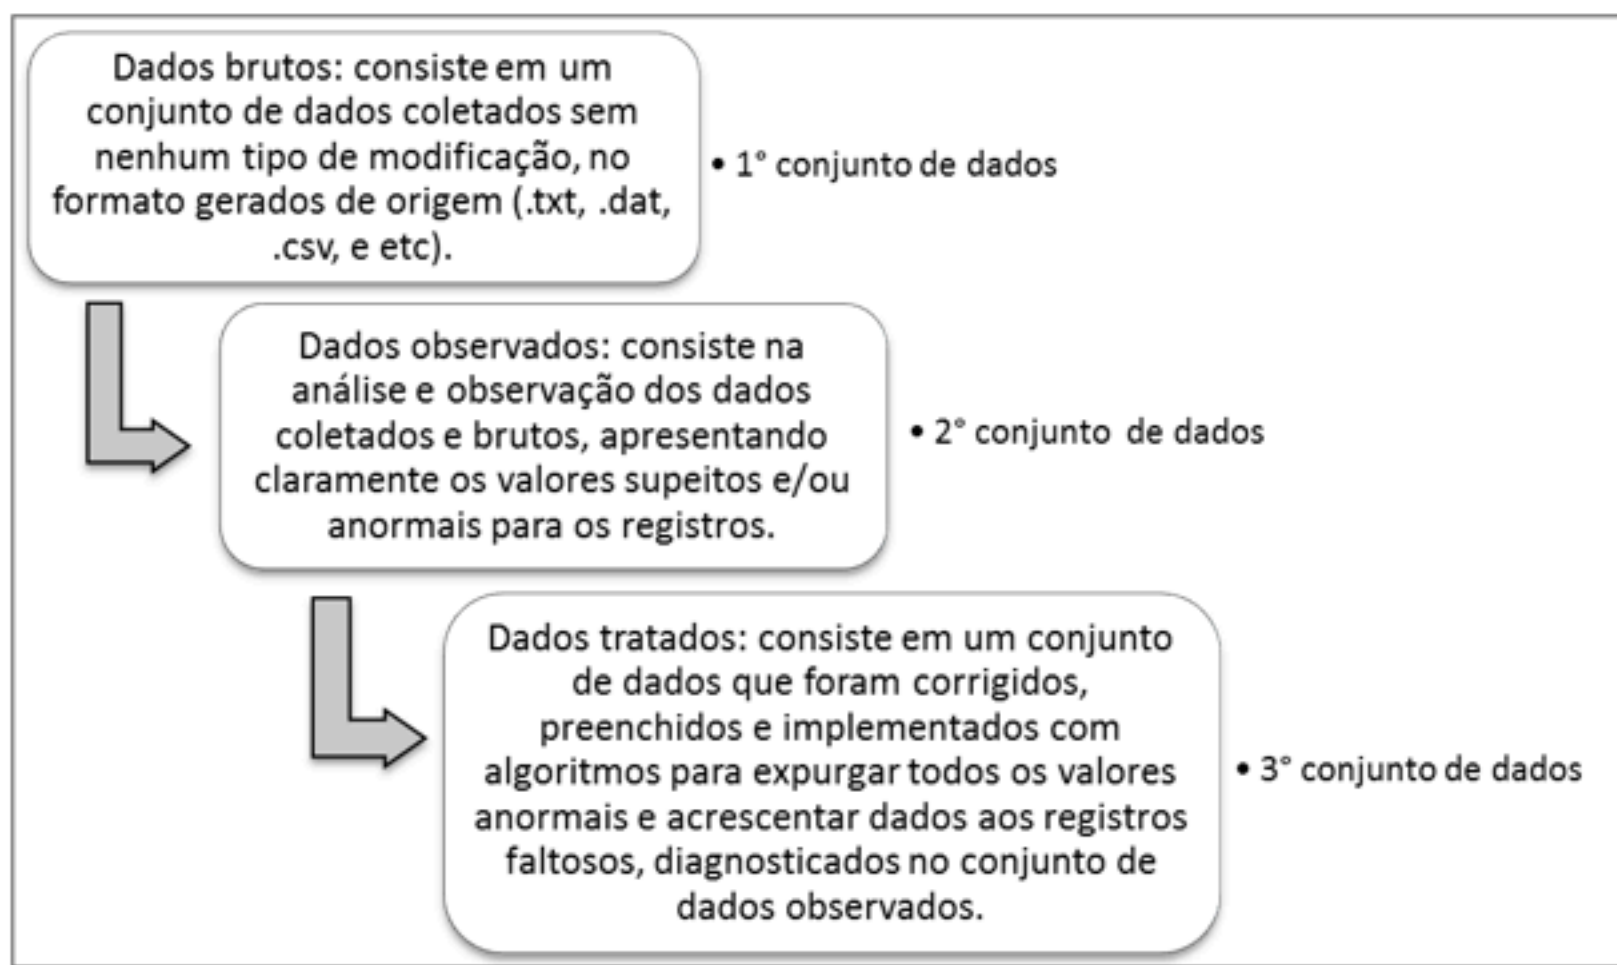 Dados brutos: consiste em um
conjunto de dados coletados sem
nenhum tipo de modificação, no
formato gerados de origem (.txt, .dat,
.csv, e etc).
• 1° conjunto de dados
Dados observados: consiste na
análise e observação dos dados
coletados e brutos, apresentando
claramente os valores supeitos e/ou
anormais para os registros.
• 2° conjunto de dados
Dados tratados: consiste em um conjunto
de dados que foram corrigidos,
preenchidos e implementados com
algoritmos para expurgar todos os valores
anormais e acrescentar dados aos registros
faltosos, diagnosticados no conjunto de
dados observados.
• 3° conjunto de dados